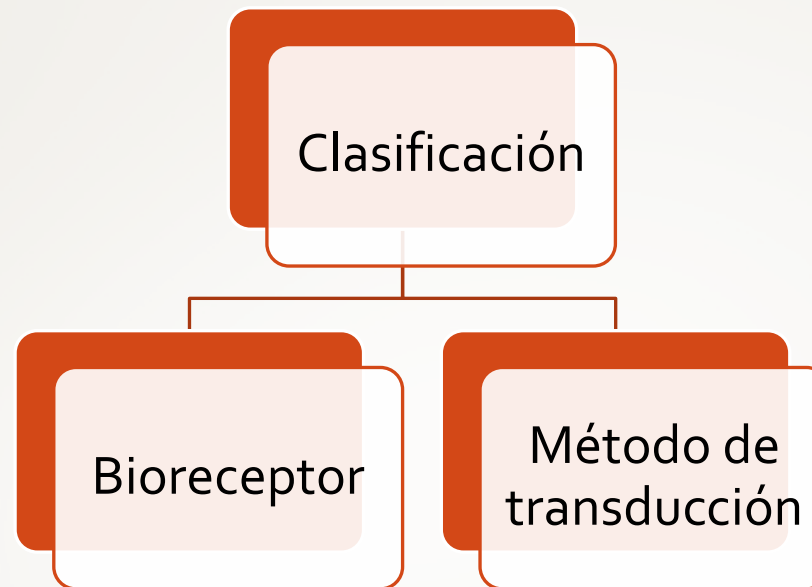 Clasificación
Bioreceptor
Método de
transducción